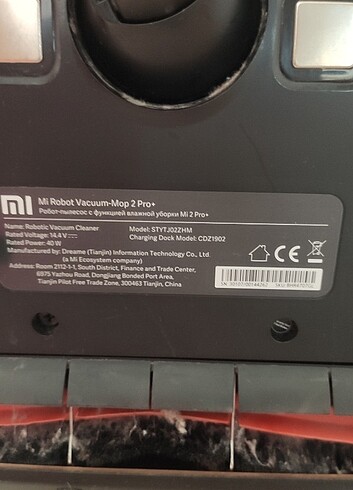 mi Mi Robot Vacuum-Mop 2 Pro+
Робот-пылесос с функцией влажной уборки Mi 2 Pro+
Name: Robotic Vacuum Cleaner
Rated Voltage: 14.4 V
Rated Power: 40 W
Model: STYTJ02ZHM
Charging Dock Model: CDZ1902
Manufactured by: Dreame (Tianjin) Information Technology Co., Ltd.
(a Mi Ecosystem company)
Address: Room 2112-1-1, South District, Finance and Trade Center,
6975 Yazhou Road, Dongjiang Bonded Port Area,
Tianjin Pilot Free Trade Zone, 300463 Tianjin, China
CE